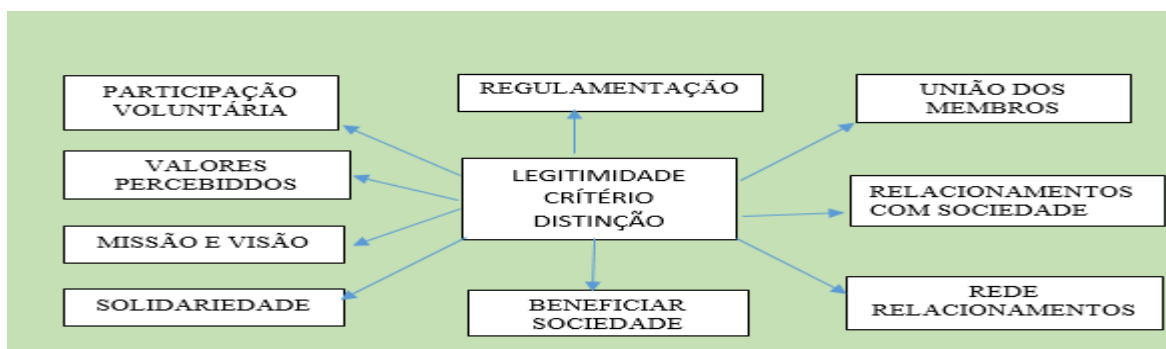 PARTICIPAÇÃO
VOLUNTÁRIA
REGULAMENTAÇÃO
UNIÃO DOS
MEMBROS
VALORES
PERCEBIDDOS
LEGITIMIDADE
CRÍTÉRIO
DISTINÇÃO
RELACIONAMENTOS
COM SOCIEDADE
MISSÃO E VISÃO
SOLIDARIEDADE
BENEFICIAR
SOCIEDADE
REDE
RELACIONAMENTOS